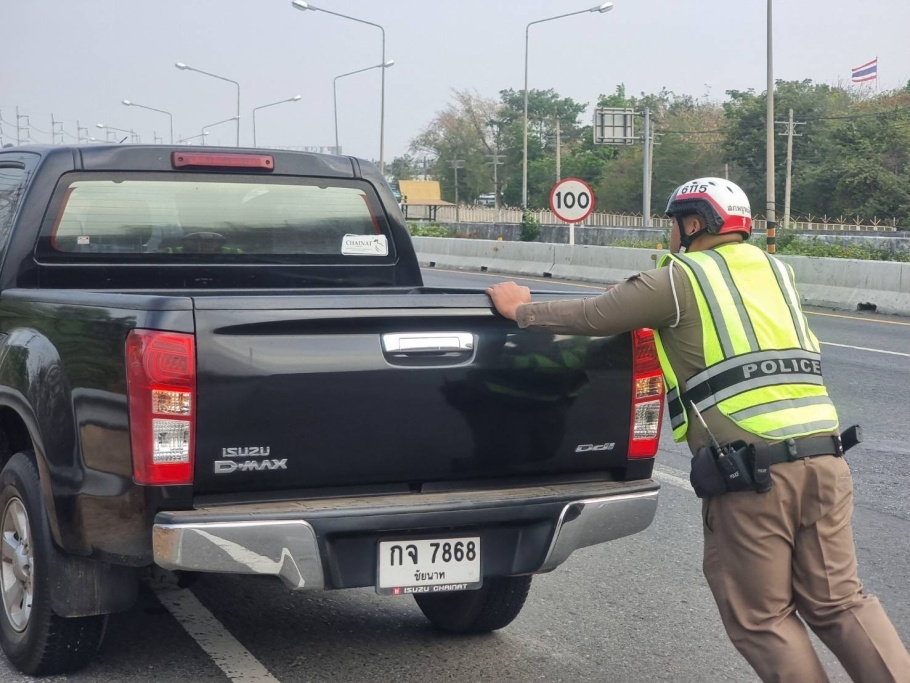 6115
100
CHAINAT
POLICE
ISUZU
D-MAX
Ddi
กจ 7868
ชัยนาท
ISUZU CHAINAT